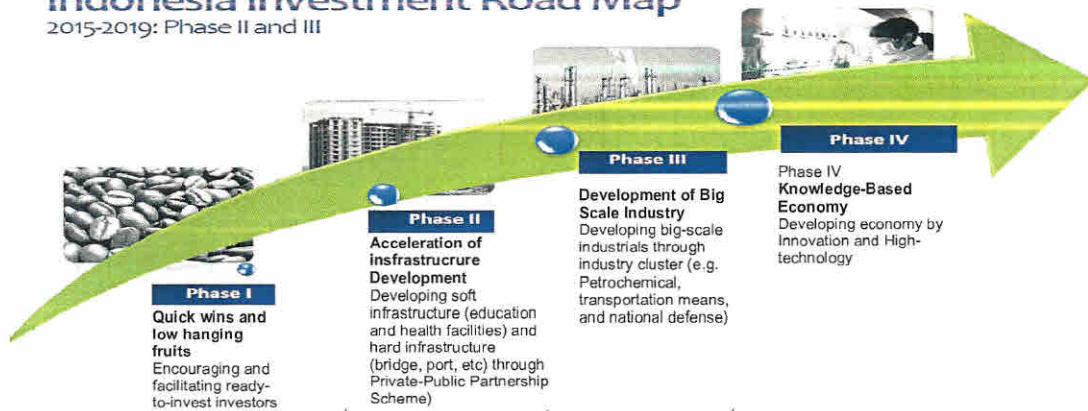 Indonesia Investment Road Map
2015-2019: Phase II and III
Phase I
Quick wins and
low hanging
fruits
Encouraging and
facilitating ready-
to-invest investors
Phase II
Acceleration of
insfrastrucrure
Development
Developing soft
infrastructure (education
and health facilities) and
hard infrastructure
(bridge, port, etc) through
Private-Public Partnership
Scheme)
Phase III
Development of Big
Scale Industry
Developing big-scale
industrials through
industry cluster (e.g.
Petrochemical,
transportation means,
and national defense)
Phase IV
Phase IV
Knowledge-Based
Economy
Developing economy by
Innovation and High-
technology